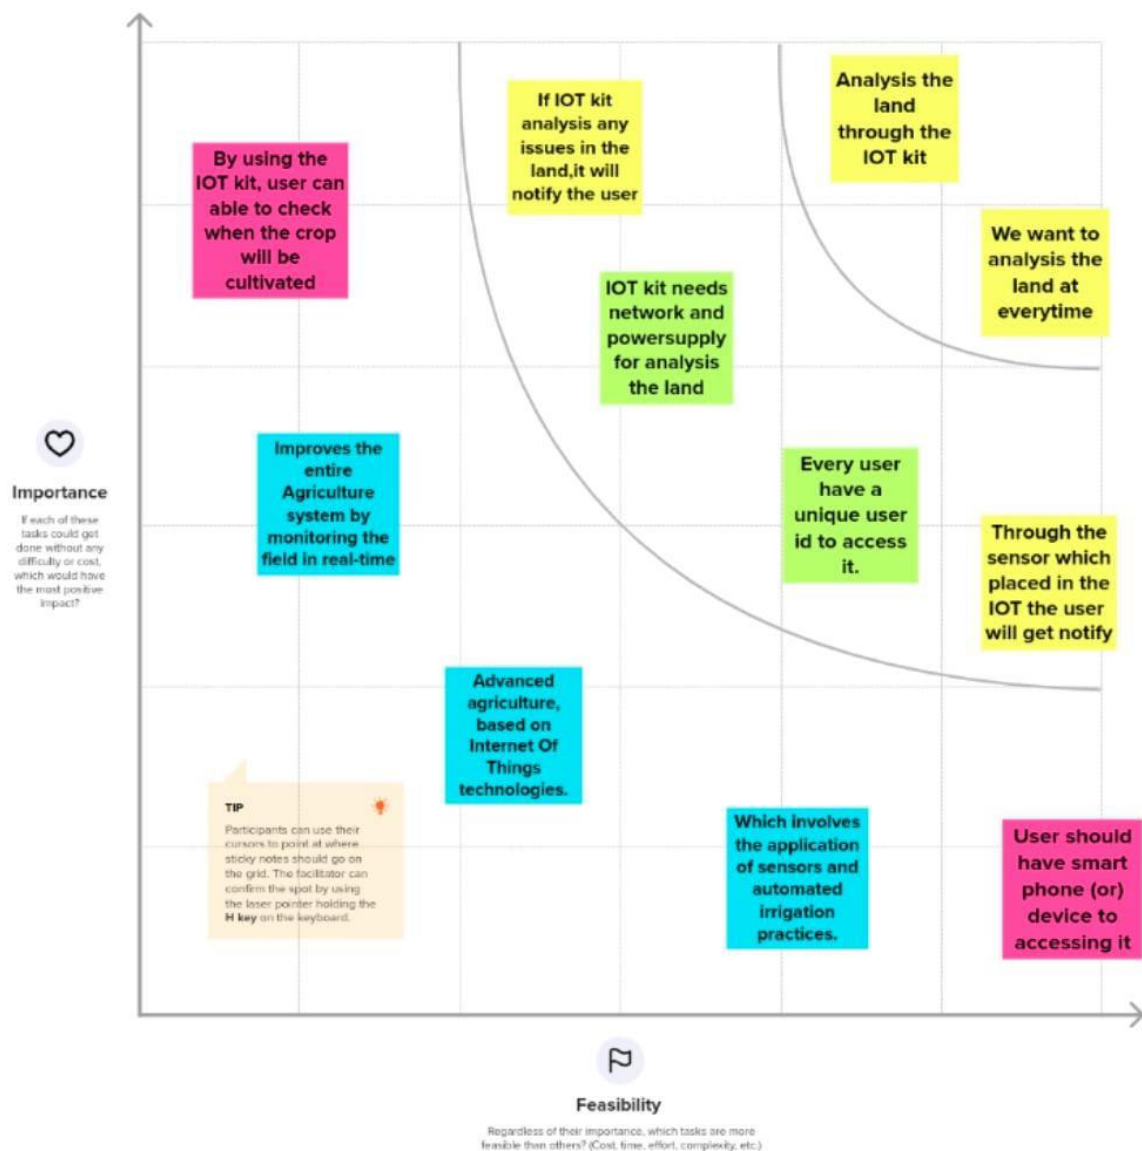 If IOT kit
analysis any
issues in the
land,it will
notify the user
Analysis the
land
through the
IOT kit
By using the
IOT kit, user can
able to check
when the crop
will be
cultivated
We want to
analysis the
land at
everytime
IOT kit needs
network and
powersupply
for analysis
the land
Importance
If each of these
tasks could get
done without any
difficulty or cost,
which would have
the most positive
impact?
Improves the
entire
Agriculture
system by
monitoring the
field in real-time
Every user
have a
unique user
id to access
it.
Through the
sensor which
placed in the
IOT the user
will get notify
Advanced
agriculture,
based on
Internet Of
Things
technologies.
TIP
Participants can use their
cursors to point at where
sticky notes should go on
the grid. The facilitator can
confirm the spot by using
the laser pointer holding the
H key on the keyboard.
Which involves
the application
of sensors and
automated
irrigation
practices.
User should
have smart
phone (or)
device to
accessing it
Feasibility
Regardless of their importance, which tasks are more
feasible than others? (Cost, time, effort, complexity, etc.)